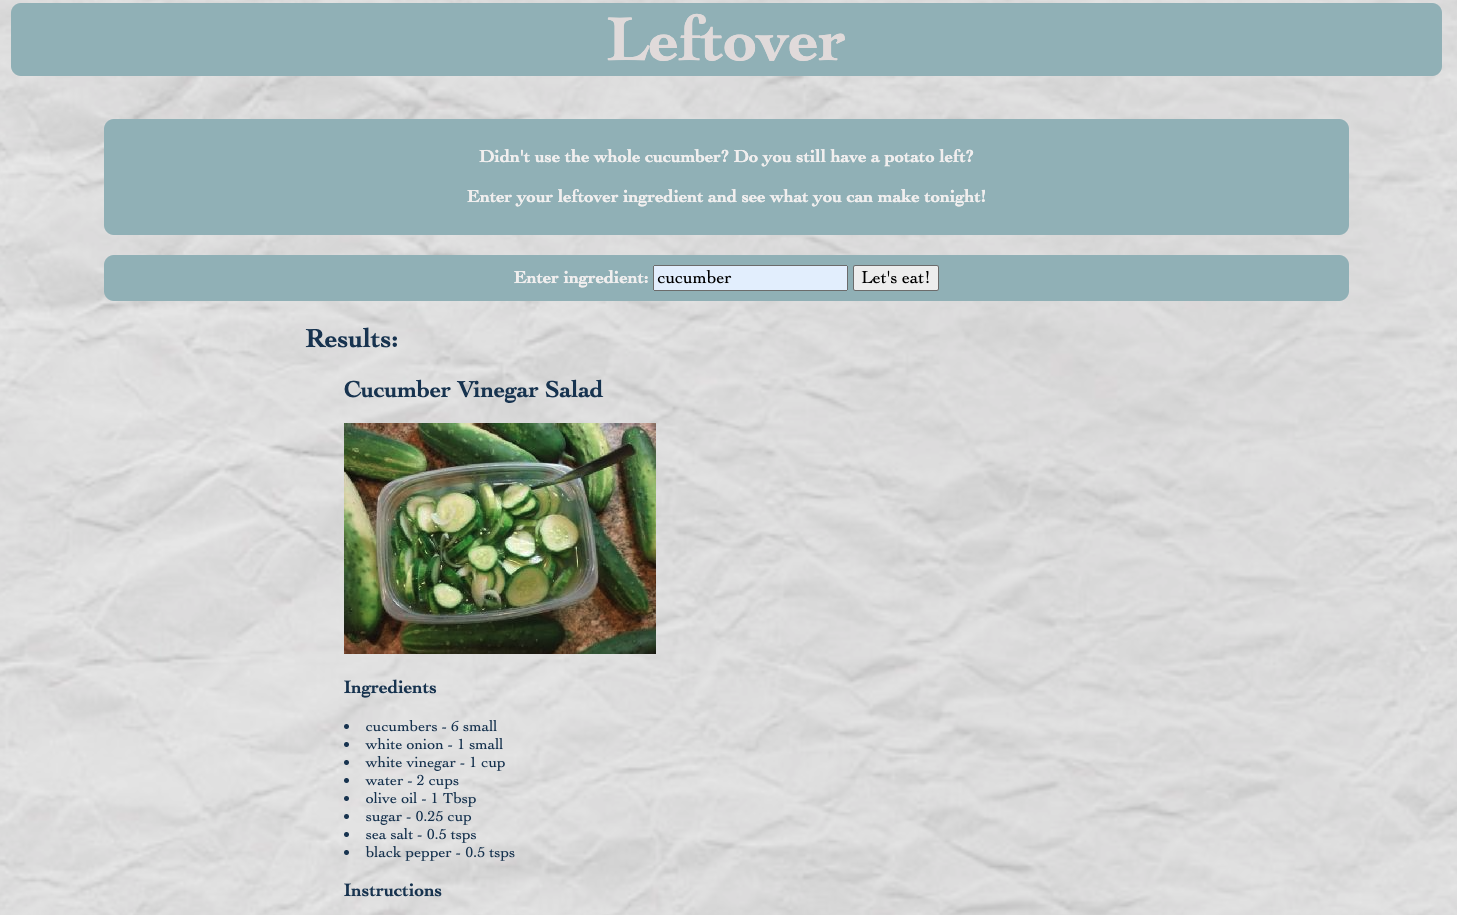 Leftover
Didn't use the whole cucumber? Do you still have a potato left?
Enter your leftover ingredient and see what you can make tonight!
Enter ingredient: cucumber Let's eat!
Results:
Cucumber Vinegar Salad
Ingredients
• cucumbers - 6 small
• white onion - 1 small
• white vinegar - 1 cup
• water - 2 cups
• olive oil - 1 Tbsp
• sugar - 0.25 cup
• sea salt - 0.5 tsps
• black pepper - 0.5 tsps
Instructions